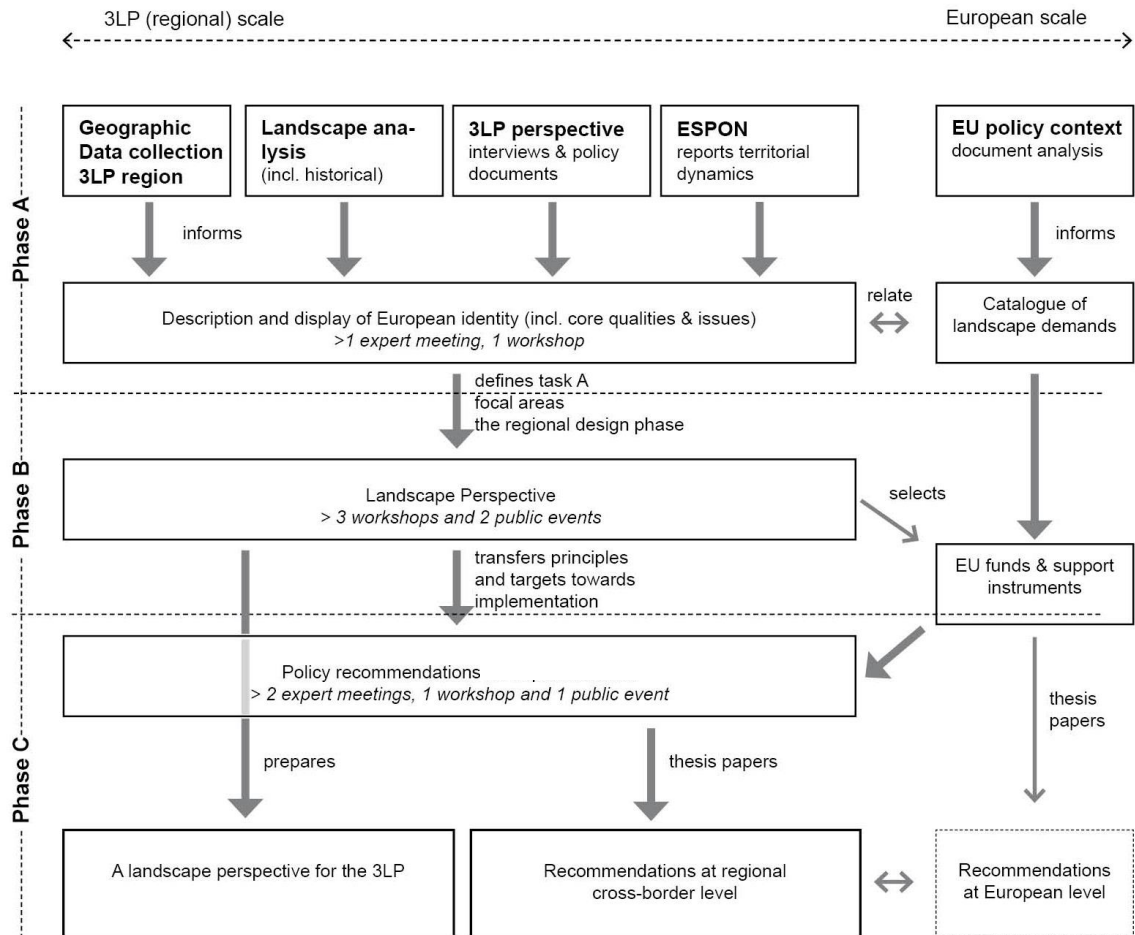 3LP (regional) scale
European scale
Phase A
Geographic
Data collection
3LP region
Landscape ana-
lysis
(incl. historical)
3LP perspective
interviews & policy
documents
ESPON
reports territorial
dynamics
EU policy context
document analysis
informs
informs
Description and display of European identity (incl. core qualities & issues)
>1 expert meeting, 1 workshop
relate
Catalogue of
landscape demands
defines task A
focal areas
the regional design phase
Phase B
Landscape Perspective
> 3 workshops and 2 public events
selects
transfers principles
and targets towards
implementation
EU funds & support
instruments
Phase C
Policy recommendations
> 2 expert meetings, 1 workshop and 1 public event
prepares
thesis papers
thesis
papers
A landscape perspective for the 3LP
Recommendations at regional
cross-border level
Recommendations
at European level